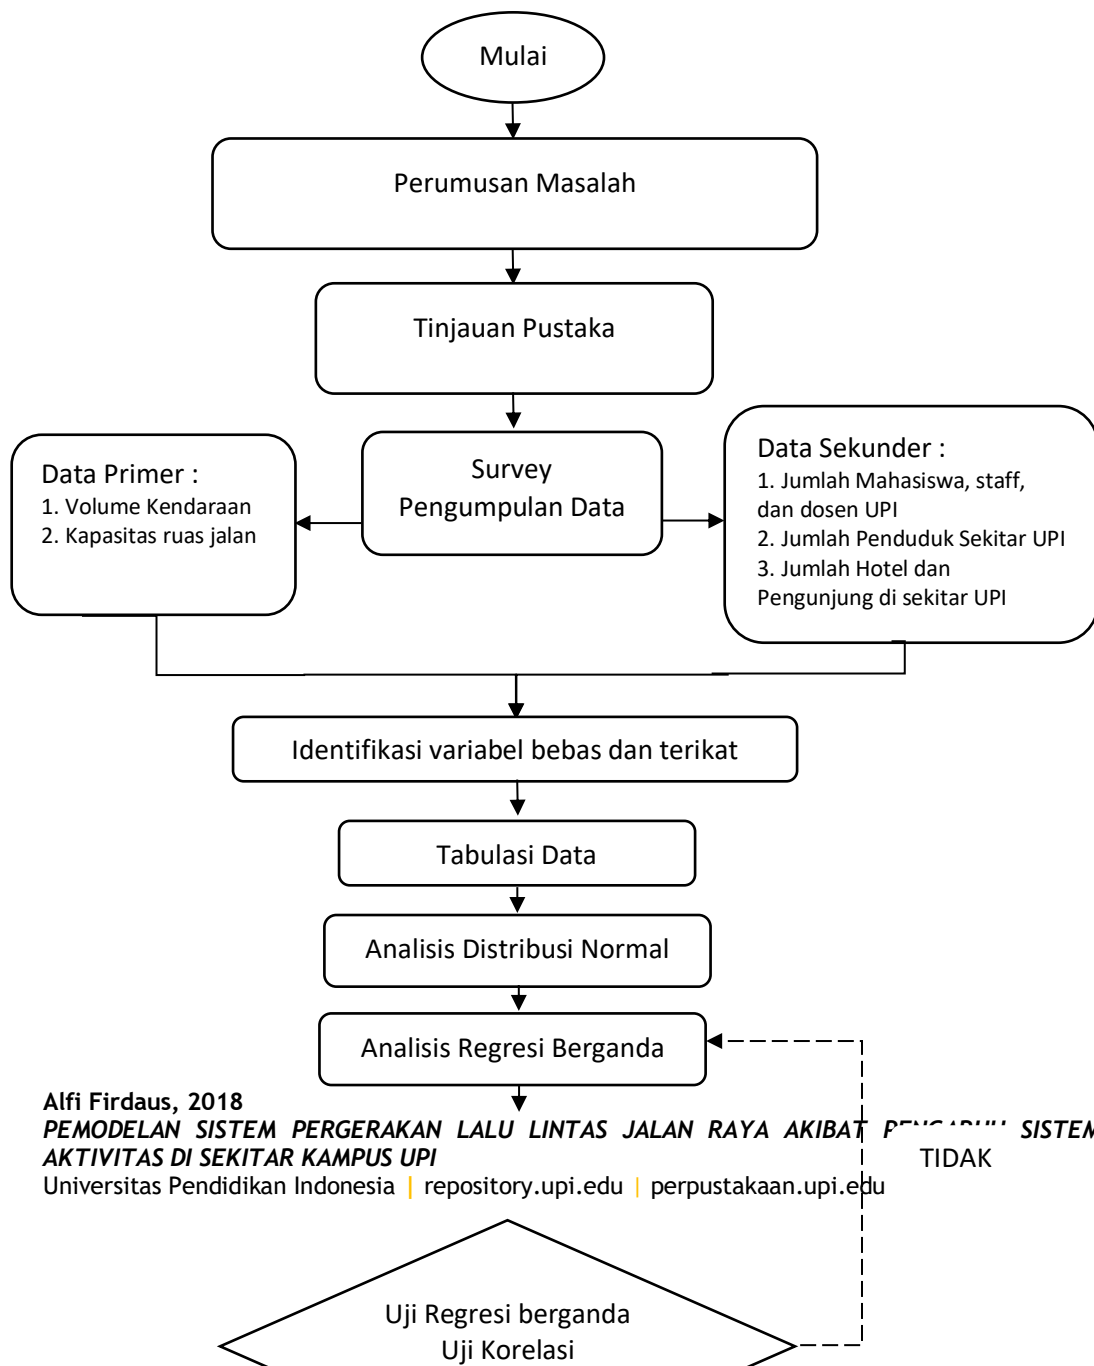 Mulai
Perumusan Masalah
Tinjauan Pustaka
Survey
Pengumpulan Data
Data Primer :
1. Volume Kendaraan
2. Kapasitas ruas jalan
Data Sekunder :
1. Jumlah Mahasiswa, staff,
dan dosen UPI
2. Jumlah Penduduk Sekitar UPI
3. Jumlah Hotel dan
Pengunjung di sekitar UPI
Identifikasi variabel bebas dan terikat
Tabulasi Data
Analisis Distribusi Normal
Analisis Regresi Berganda
Alfi Firdaus, 2018
PEMODELAN SISTEM PERGERAKAN LALU LINTAS JALAN RAYA AKIBAT PENGARUH SISTEM
AKTIVITAS DI SEKITAR KAMPUS UPI
TIDAK
Universitas Pendidikan Indonesia | repository.upi.edu | perpustakaan.upi.edu
Uji Regresi berganda
Uji Korelasi